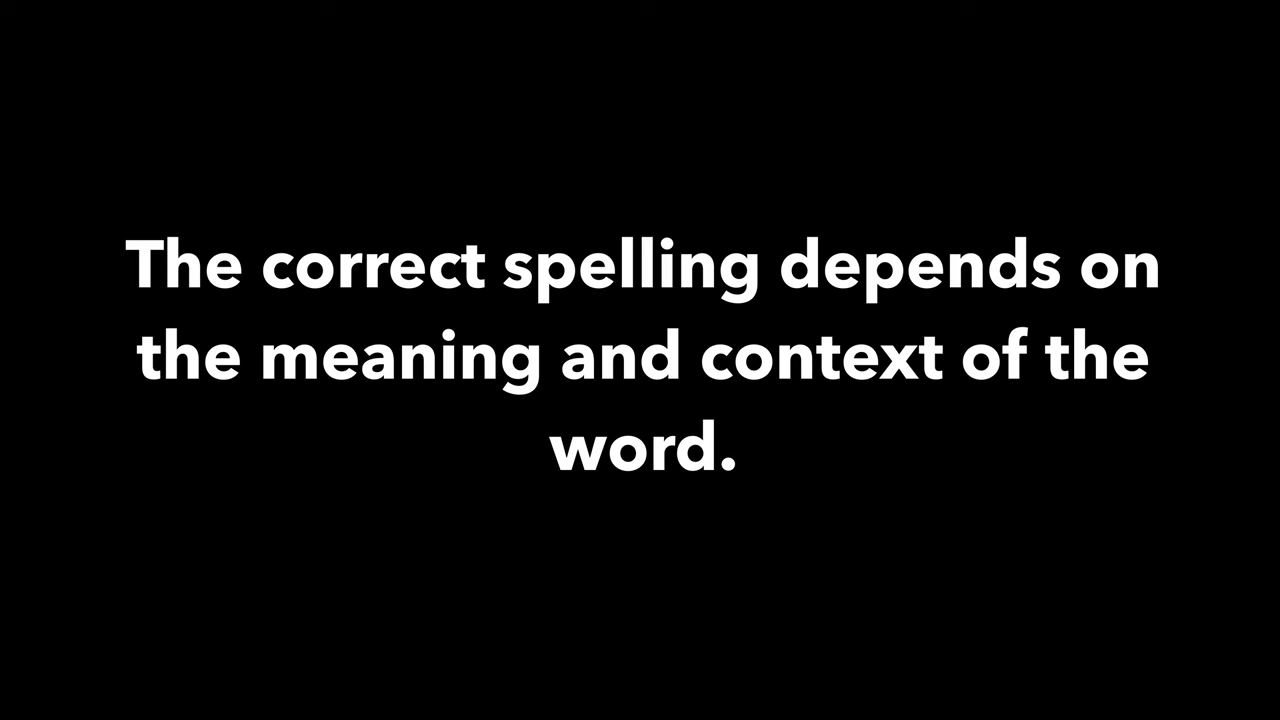 The correct spelling depends on
the meaning and context of the
word.